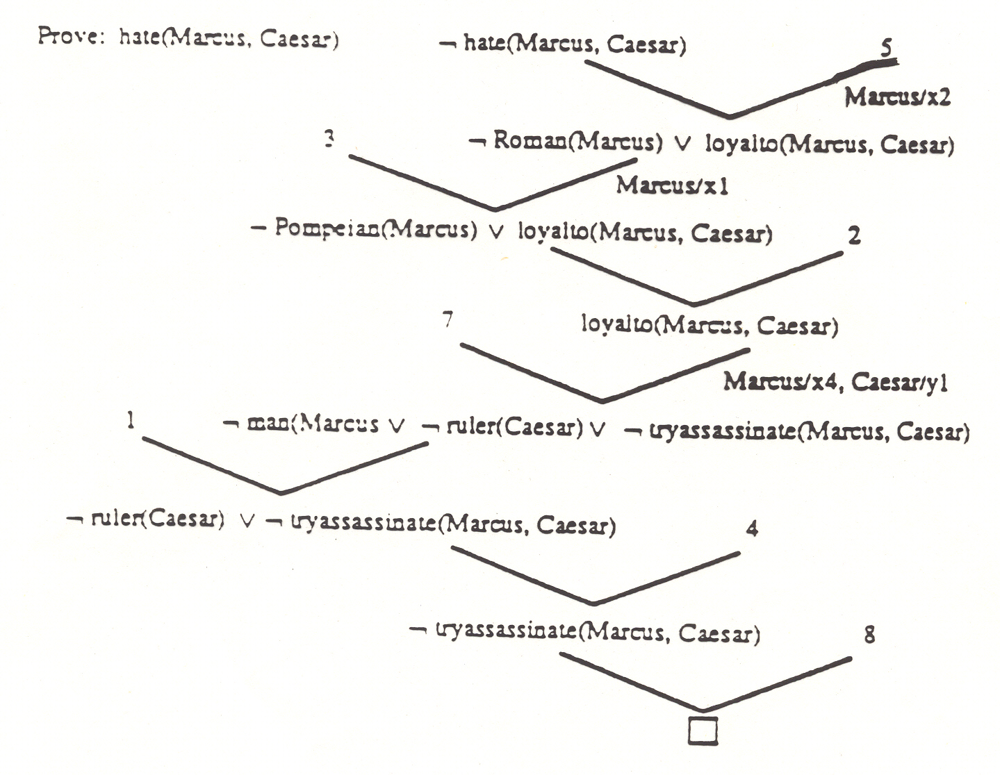 Prove: hate(Marcus, Caesar) ¬ hate(Marcus, Caesar) 5
Marcus/x2
3 ¬ Roman(Marcus) ∨ loyalto(Marcus, Caesar)
Marcus/x1
¬ Pompeian(Marcus) ∨ loyalto(Marcus, Caesar) 2
7 loyalto(Marcus, Caesar)
Marcus/x4, Caesar/y1
1 ¬ man(Marcus ∨ ¬ ruler(Caesar) ∨ ¬ tryassassinate(Marcus, Caesar)
¬ ruler(Caesar) ∨ ¬ tryassassinate(Marcus, Caesar) 4
¬ tryassassinate(Marcus, Caesar) 8